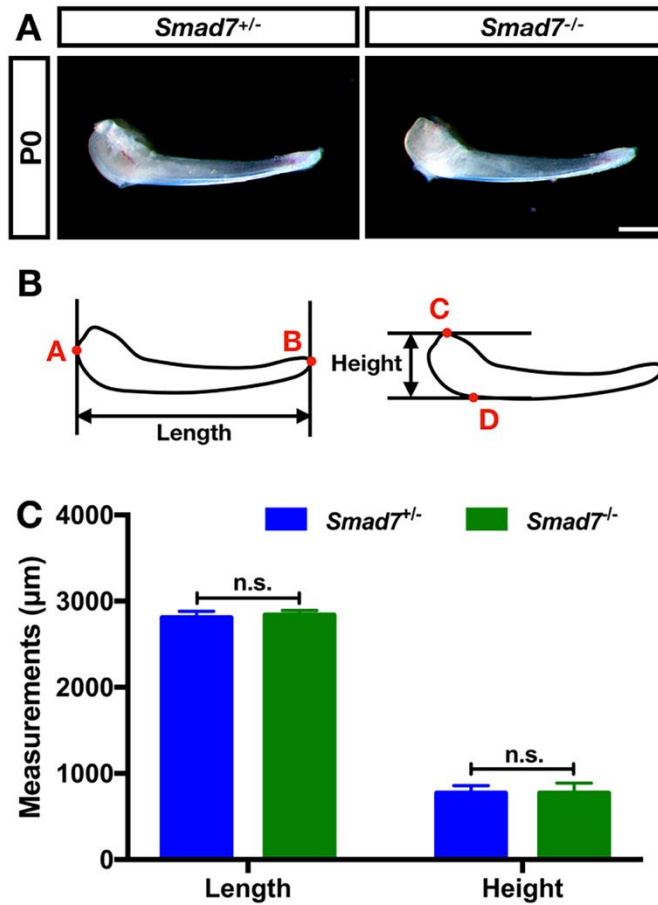 A
Smad7+/-
Smad7-/-
P0
B
A
B
Length
C
Height
D
C
Smad7+/-
Smad7-/-
Measurements (μm)
4000
3000
2000
1000
0
n.s.
n.s.
Length
Height